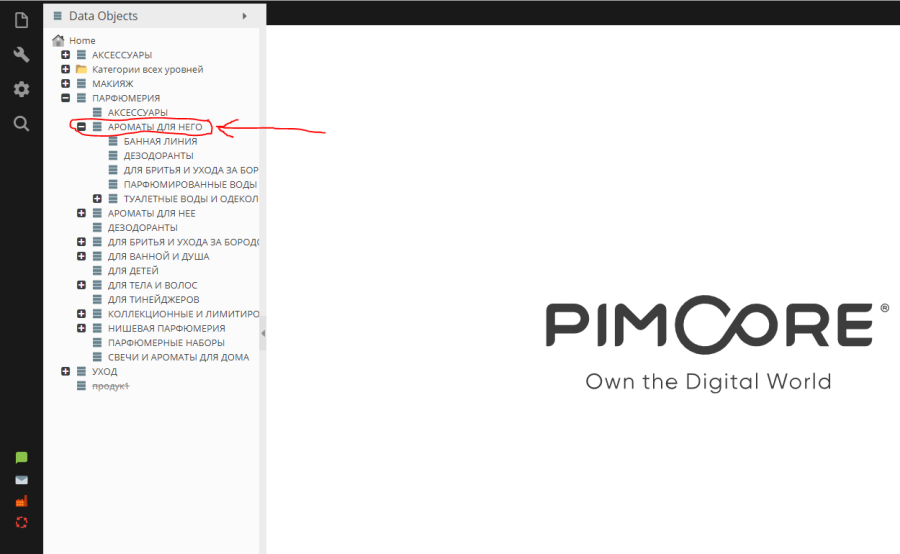 Data Objects
Home
АКСЕССУАРЫ
Категории всех уровней
МАКИЯЖ
ПАРФЮМЕРИЯ
АКСЕССУАРЫ
АРОМАТЫ ДЛЯ НЕГО
БАННАЯ ЛИНИЯ
ДЕЗОДОРАНТЫ
ДЛЯ БРИТЬЯ И УХОДА ЗА БОР
ПАРФЮМИРОВАННЫЕ ВОДЫ
ТУАЛЕТНЫЕ ВОДЫ И ОДЕКОЛ
АРОМАТЫ ДЛЯ НЕЕ
ДЕЗОДОРАНТЫ
ДЛЯ БРИТЬЯ И УХОДА ЗА БОРОДО
ДЛЯ ВАННОЙ И ДУША
ДЛЯ ДЕТЕЙ
ДЛЯ ТЕЛА И ВОЛОС
ДЛЯ ТИНЕЙДЖЕРОВ
КОЛЛЕКЦИОННЫЕ И ЛИМИТИРО
НИШЕВАЯ ПАРФЮМЕРИЯ
ПАРФЮМЕРНЫЕ НАБОРЫ
СВЕЧИ И АРОМАТЫ ДЛЯ ДОМА
УХОД
продук1
PIMCORE®
Own the Digital World